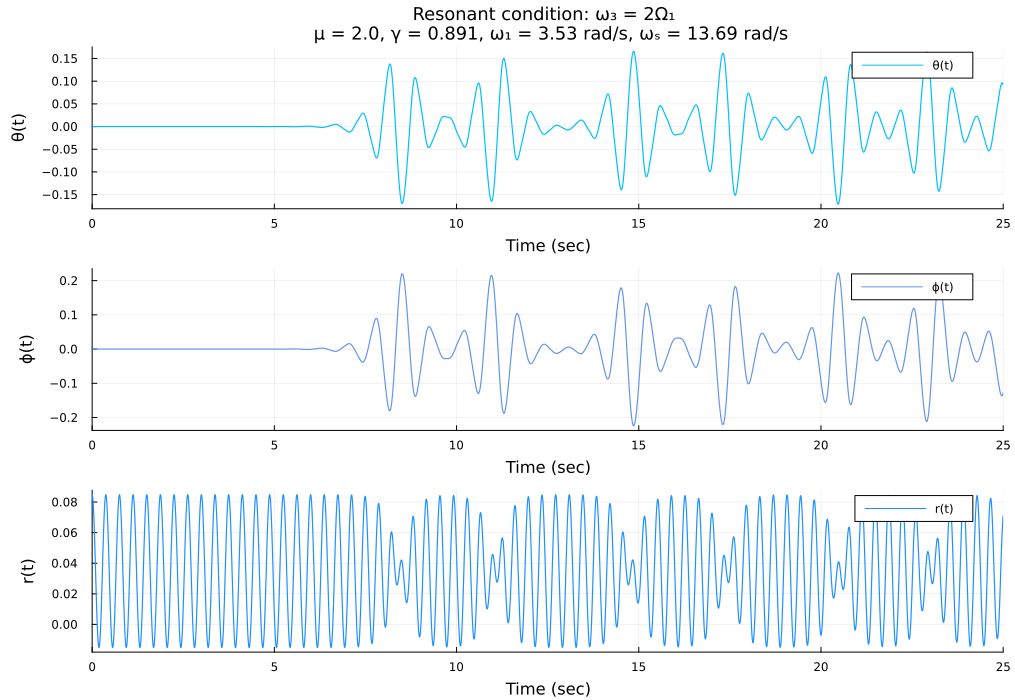 Resonant condition: ω₃ = 2Ω₁
μ = 2.0, γ = 0.891, ω₁ = 3.53 rad/s, ωₛ = 13.69 rad/s
θ(t)
0.15
0.10
0.05
0.00
−0.05
−0.10
−0.15
θ(t)
0 5 10 15 20 25
Time (sec)
ϕ(t)
0.2
0.1
0.0
−0.1
−0.2
ϕ(t)
0 5 10 15 20 25
Time (sec)
r(t)
0.08
0.06
0.04
0.02
0.00
r(t)
0 5 10 15 20 25
Time (sec)